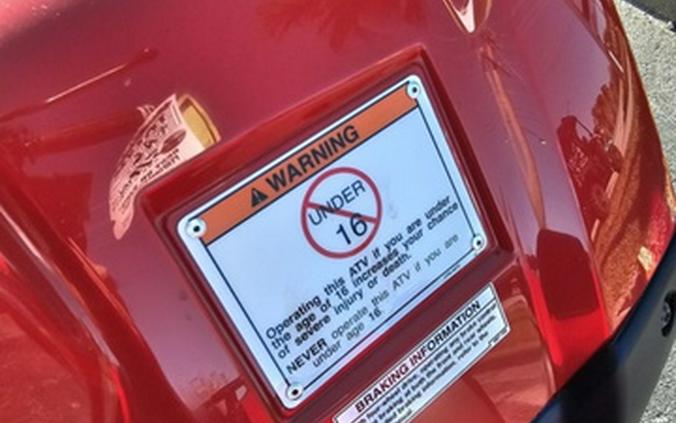 WARNING
UNDER
16
Operating this ATV if you are under
the age of 16 increases your chance
of severe injury or death.
NEVER operate this ATV if you are
under age 16.
BRAKING INFORMATION